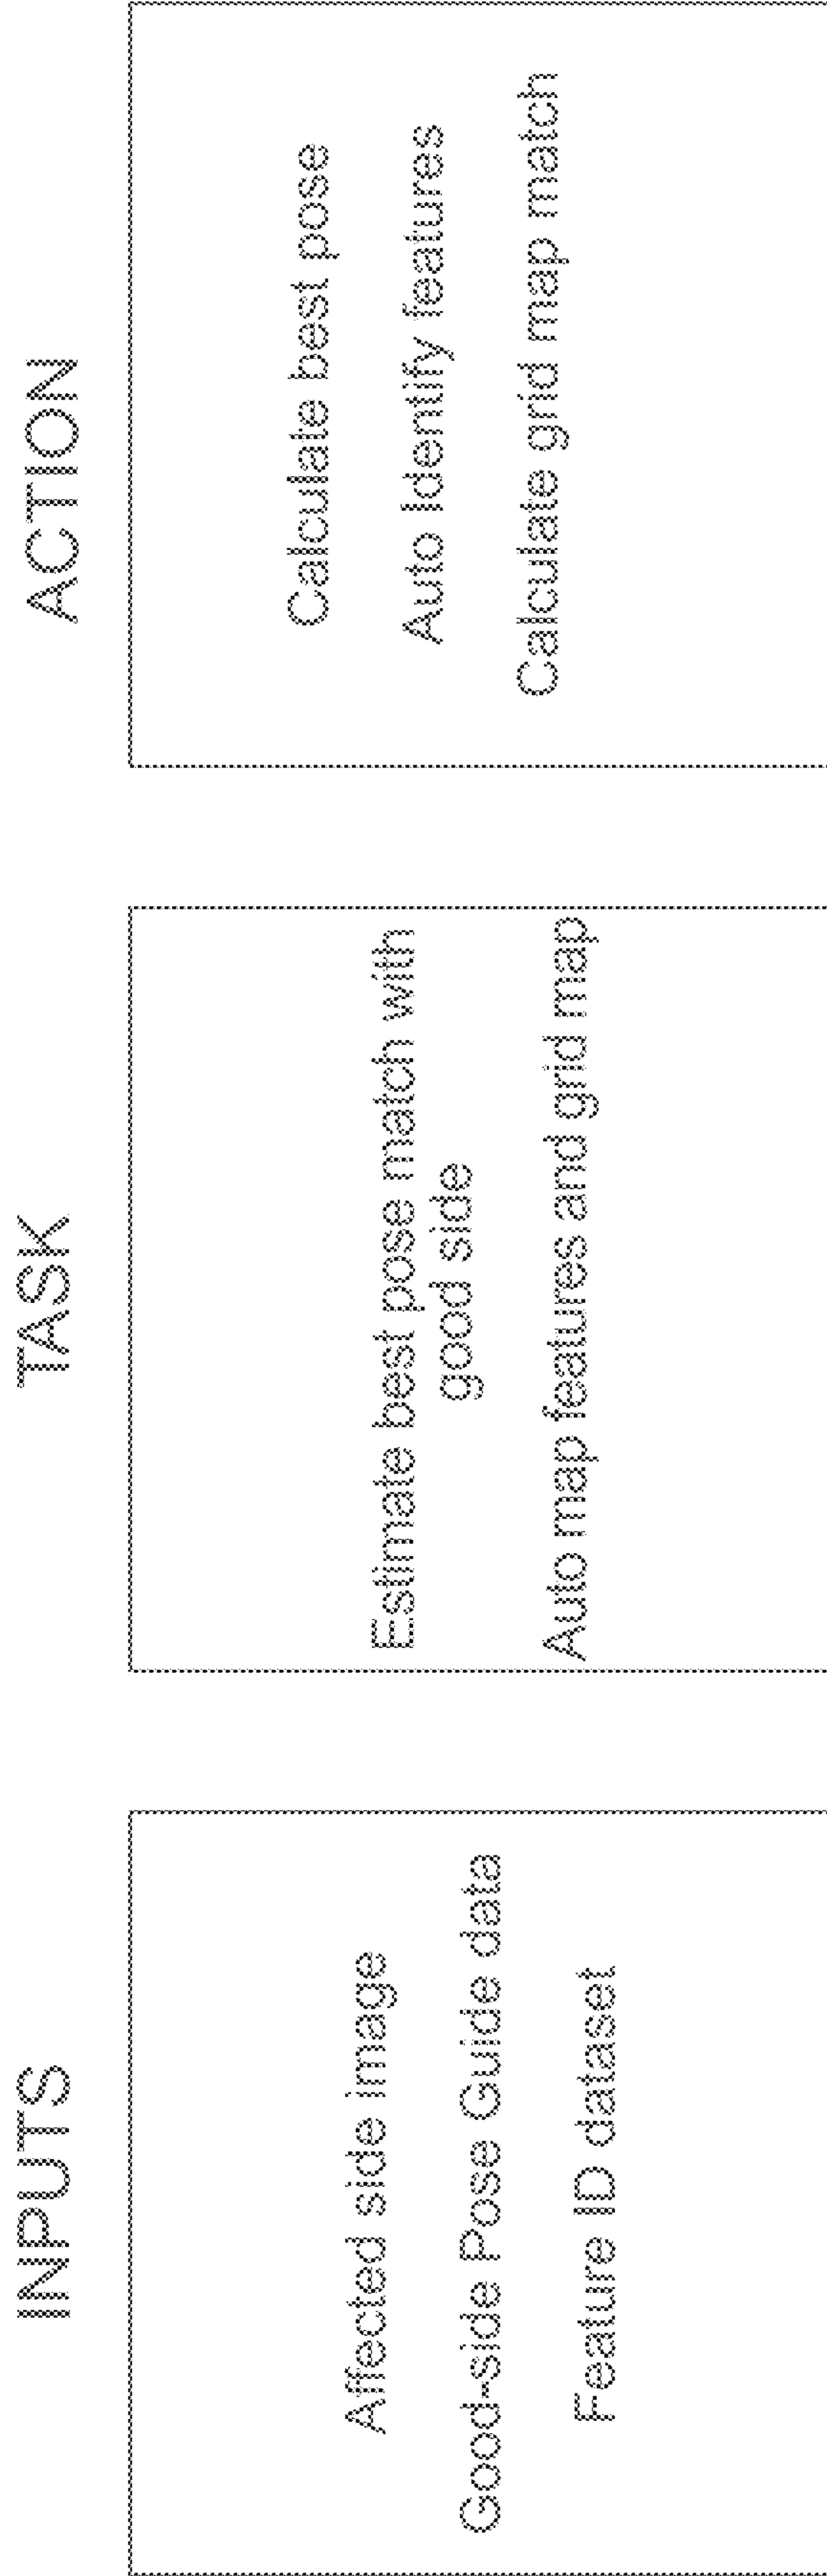 INPUTS
Affected side image
Good-side Pose Guide data
Feature ID dataset
TASK
Estimate best pose match with
good side
Auto map features and grid map
ACTION
Calculate best pose
Auto Identify features
Calculate grid map match